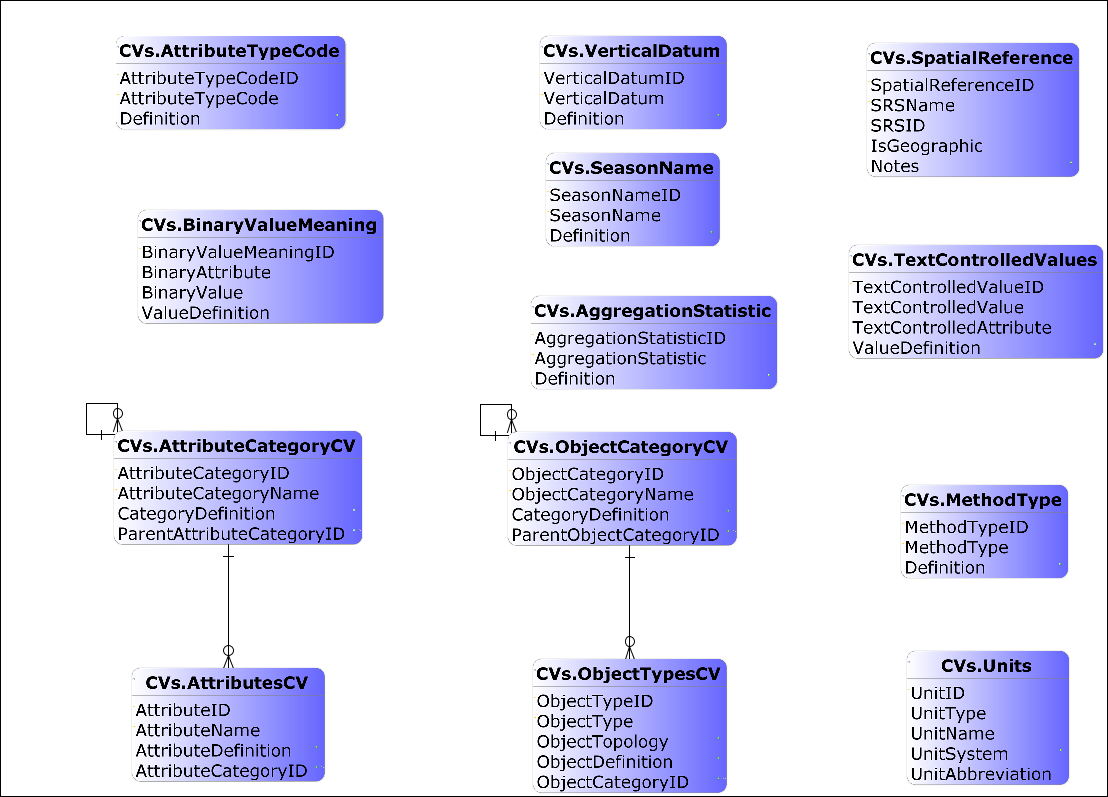 CVs.AttributeTypeCode
AttributeTypeCodeID
AttributeTypeCode
Definition
CVs.VerticalDatum
VerticalDatumID
VerticalDatum
Definition
CVs.SpatialReference
SpatialReferenceID
SRSName
SRSID
IsGeographic
Notes
CVs.SeasonName
SeasonNameID
SeasonName
Definition
CVs.BinaryValueMeaning
BinaryValueMeaningID
BinaryAttribute
BinaryValue
ValueDefinition
CVs.TextControlledValues
TextControlledValueID
TextControlledValue
TextControlledAttribute
ValueDefinition
CVs.AggregationStatistic
AggregationStatisticID
AggregationStatistic
Definition
CVs.AttributeCategoryCV
AttributeCategoryID
AttributeCategoryName
CategoryDefinition
ParentAttributeCategoryID
CVs.ObjectCategoryCV
ObjectCategoryID
ObjectCategoryName
CategoryDefinition
ParentObjectCategoryID
CVs.MethodType
MethodTypeID
MethodType
Definition
CVs.AttributesCV
AttributeID
AttributeName
AttributeDefinition
AttributeCategoryID
CVs.ObjectTypesCV
ObjectTypeID
ObjectType
ObjectTopology
ObjectDefinition
ObjectCategoryID
CVs.Units
UnitID
UnitType
UnitName
UnitSystem
UnitAbbreviation